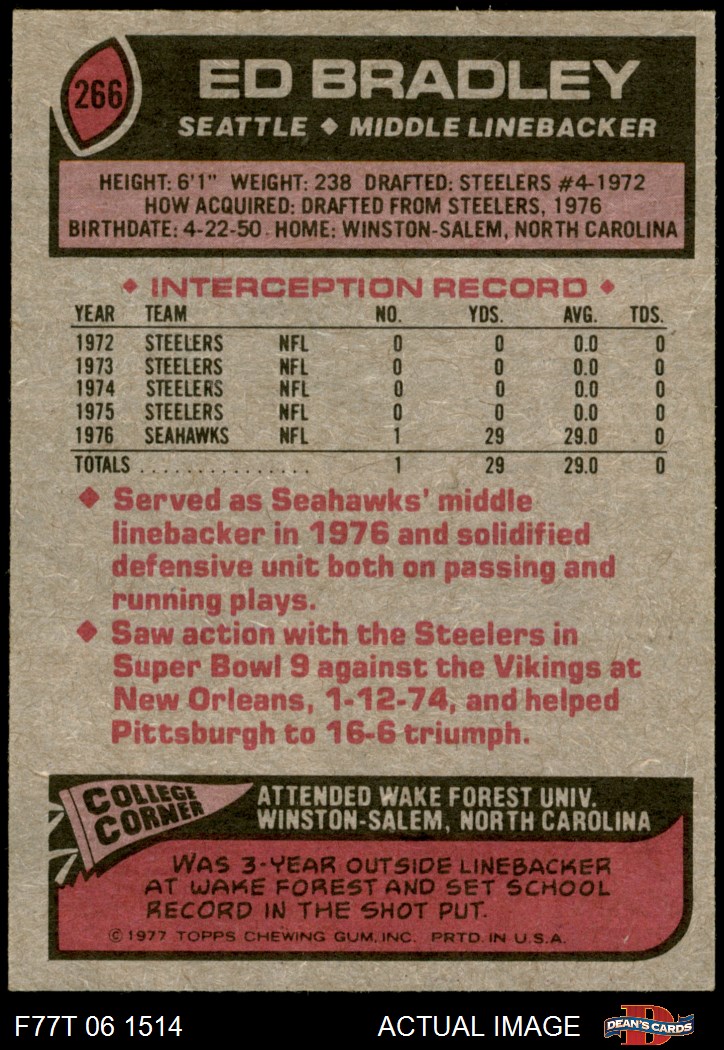 266
ED BRADLEY
SEATTLE ◆ MIDDLE LINEBACKER
HEIGHT: 6'1" WEIGHT: 238 DRAFTED: STEELERS #4-1972
HOW ACQUIRED: DRAFTED FROM STEELERS, 1976
BIRTHDATE: 4-22-50 HOME: WINSTON-SALEM, NORTH CAROLINA
◆ INTERCEPTION RECORD ◆
YEAR TEAM NO. YDS. AVG. TDS.
1972 STEELERS NFL 0 0 0.0 0
1973 STEELERS NFL 0 0 0.0 0
1974 STEELERS NFL 0 0 0.0 0
1975 STEELERS NFL 0 0 0.0 0
1976 SEAHAWKS NFL 1 29 29.0 0
TOTALS . . . . . . . . . . . . . . . 1 29 29.0 0
◆ Served as Seahawks' middle
linebacker in 1976 and solidified
defensive unit both on passing and
running plays.
◆ Saw action with the Steelers in
Super Bowl 9 against the Vikings at
New Orleans, 1-12-74, and helped
Pittsburgh to 16-6 triumph.
COLLEGE
CORNER
ATTENDED WAKE FOREST UNIV.
WINSTON-SALEM, NORTH CAROLINA
WAS 3-YEAR OUTSIDE LINEBACKER
AT WAKE FOREST AND SET SCHOOL
RECORD IN THE SHOT PUT.
© 1977 TOPPS CHEWING GUM, INC. PRTD. IN U.S.A.
F77T 06 1514 ACTUAL IMAGE
D
DEAN'S CARDS